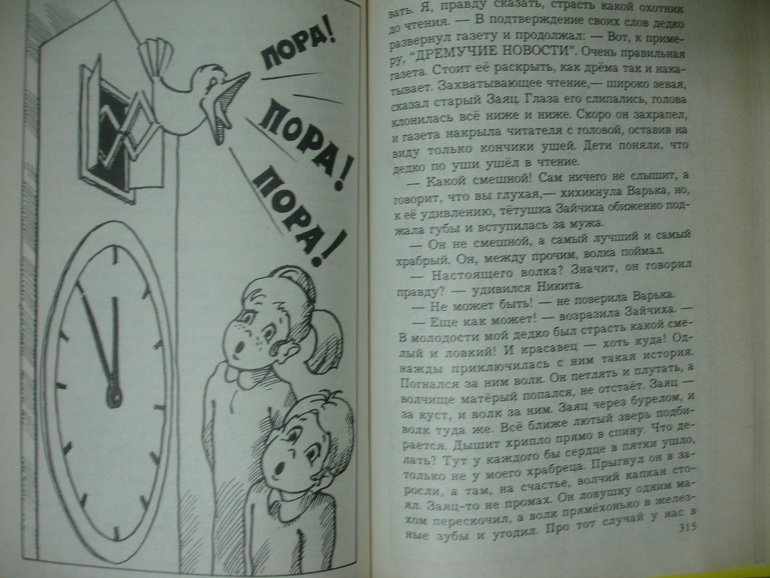 ПОРА!
ПОРА!
ПОРА!
вать. Я, правду сказать, страсть какой охотник
до чтения. — В подтверждение своих слов дедко
развернул газету и продолжал: — Вот, к приме-
ру, "ДРЕМУЧИЕ НОВОСТИ". Очень правильная
газета. Стоит её раскрыть, как дрёма так и нака-
тывает. Захватывающее чтение,— широко зевая,
сказал старый Заяц. Глаза его слипались, голова
клонилась всё ниже и ниже. Скоро он захрапел,
и газета накрыла читателя с головой, оставив на
виду только кончики ушей. Дети поняли, что
дедко по уши ушёл в чтение.
— Какой смешной! Сам ничего не слышит, а
говорит, что вы глухая,— хихикнула Варька, но,
к её удивлению, тётушка Зайчиха обиженно под-
жала губы и вступилась за мужа.
— Он не смешной, а самый лучший и самый
храбрый. Он, между прочим, волка поймал.
— Настоящего волка? Значит, он говорил
правду? — удивился Никита.
— Не может быть! — не поверила Варька.
— Еще как может! — возразила Зайчиха. —
В молодости мой дедко был страсть какой сме-
лый и ловкий! И красавец — хоть куда! Од-
нажды приключилась с ним такая история.
Погнался за ним волк. Он петлять и плутать, а
волчище матёрый попался, не отстаёт. Заяц —
за куст, и волк за ним. Заяц через бурелом, и
волк туда же. Всё ближе лютый зверь подби-
рается. Дышит хрипло прямо в спину. Что де-
лать? Тут у каждого бы сердце в пятки ушло,
только не у моего храбреца. Прыгнул он в за-
росли, а там, на счастье, волчий капкан сто-
ял. Заяц-то не промах. Он ловушку одним ма-
хом перескочил, а волк прямёхонько в желез-
ные зубы и угодил. Про тот случай у нас в
315